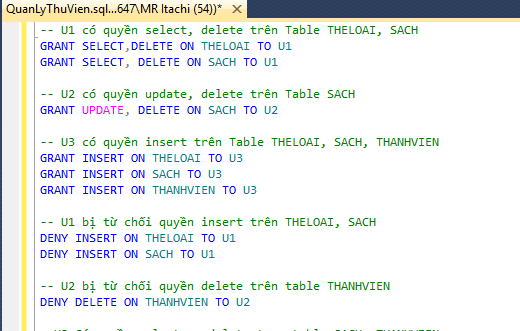 QuanLyThuVien.sql...647\MR Itachi (54))*
-- U1 có quyền select, delete trên Table THELOAI, SACH
GRANT SELECT,DELETE ON THELOAI TO U1
GRANT SELECT, DELETE ON SACH TO U1
-- U2 có quyền update, delete trên Table SACH
GRANT UPDATE, DELETE ON SACH TO U2
-- U3 có quyền insert trên Table THELOAI, SACH, THANHVIEN
GRANT INSERT ON THELOAI TO U3
GRANT INSERT ON SACH TO U3
GRANT INSERT ON THANHVIEN TO U3
-- U1 bị từ chối quyền insert trên THELOAI, SACH
DENY INSERT ON THELOAI TO U1
DENY INSERT ON SACH TO U1
-- U2 bị từ chối quyền delete trên table THANHVIEN
DENY DELETE ON THANHVIEN TO U2